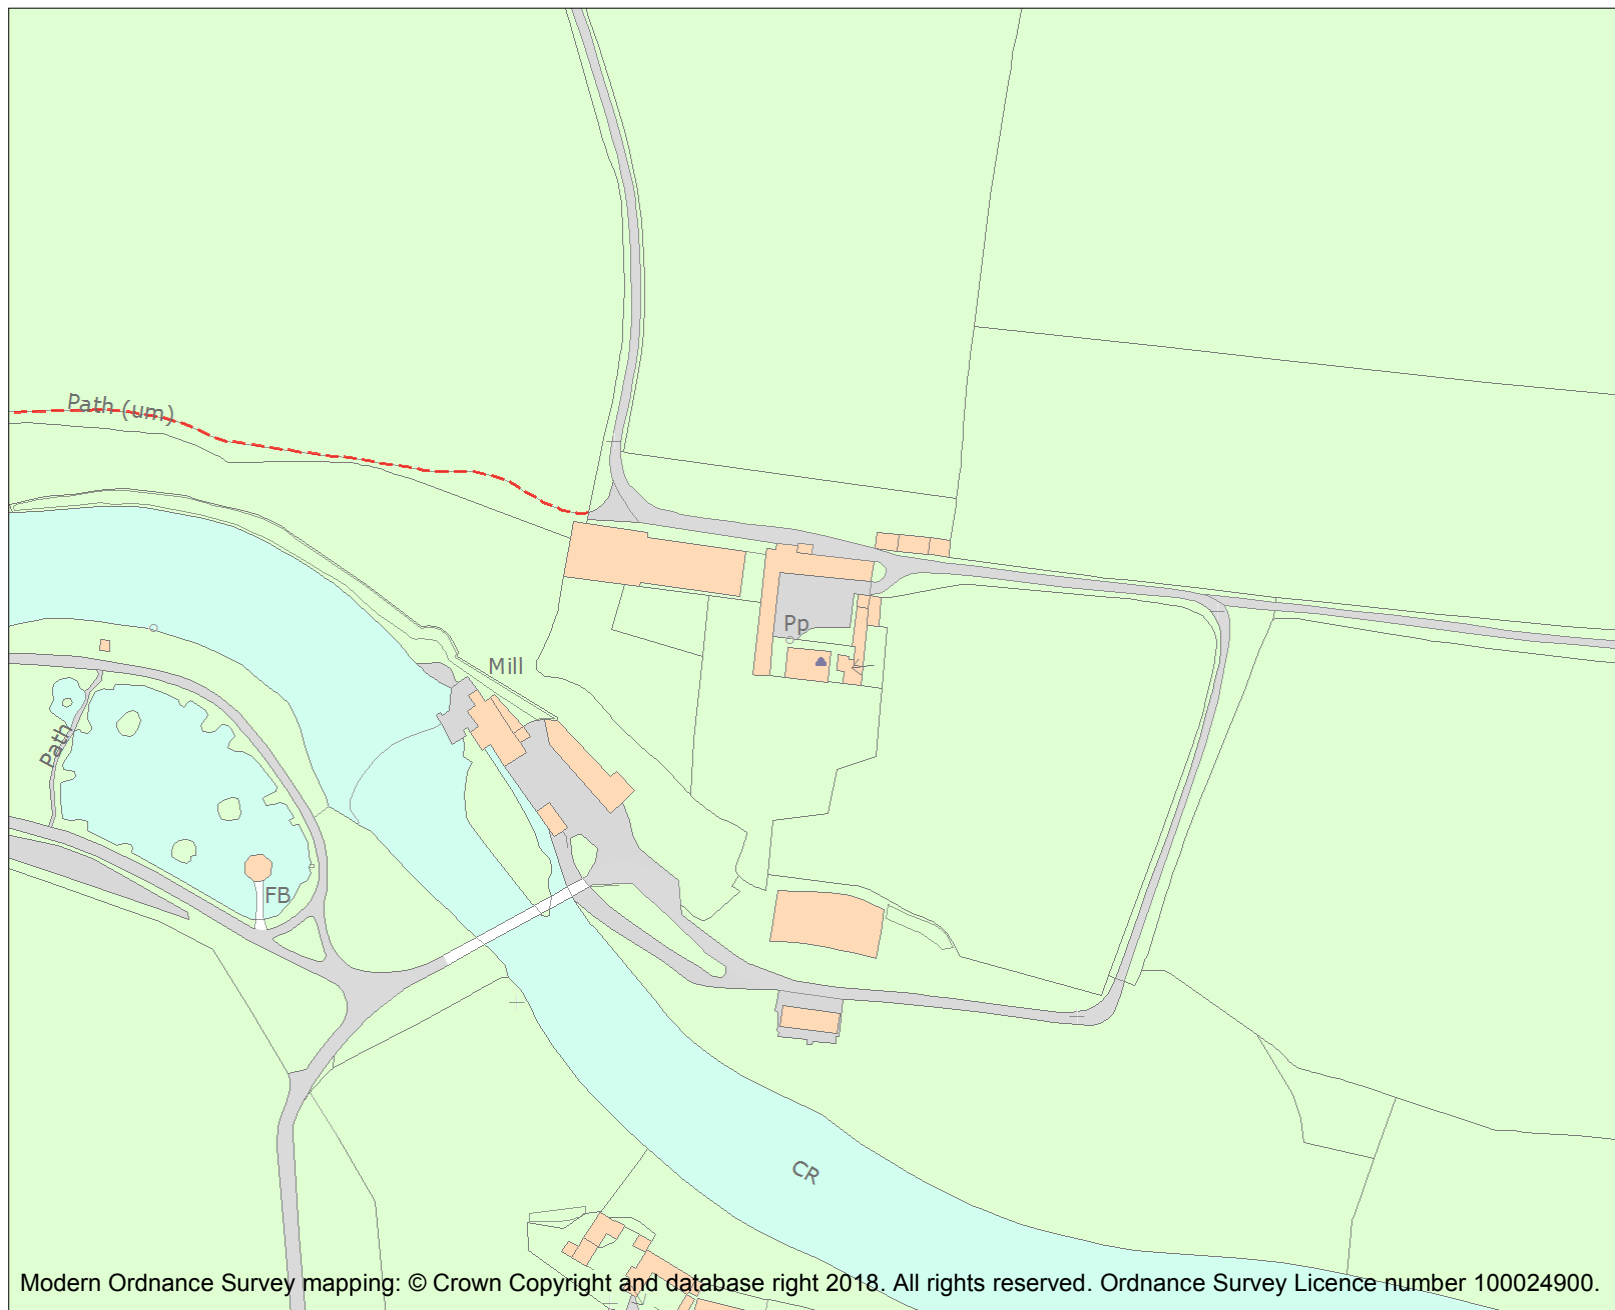 Path (um)
Pp
Mill
Path
FB
CR
Modern Ordnance Survey mapping: © Crown Copyright and database right 2018. All rights reserved. Ordnance Survey Licence number 100024900.